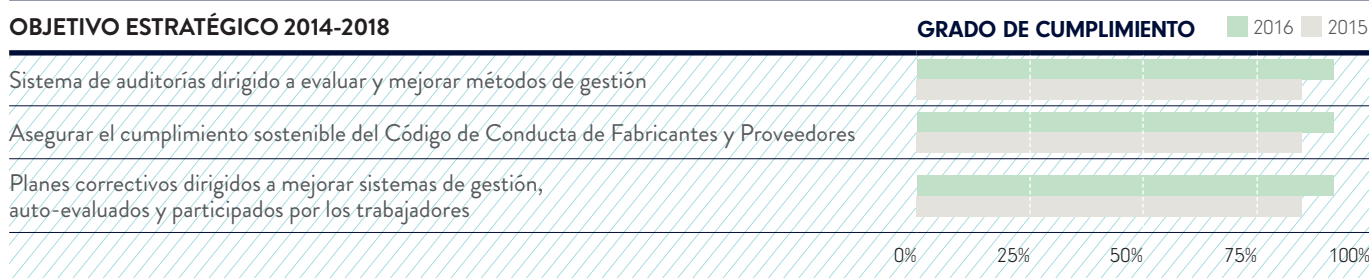 OBJETIVO ESTRATÉGICO 2014-2018
GRADO DE CUMPLIMIENTO
2016
2015
Sistema de auditorías dirigido a evaluar y mejorar métodos de gestión
Asegurar el cumplimiento sostenible del Código de Conducta de Fabricantes y Proveedores
Planes correctivos dirigidos a mejorar sistemas de gestión,
auto-evaluados y participados por los trabajadores
0% 25% 50% 75% 100%